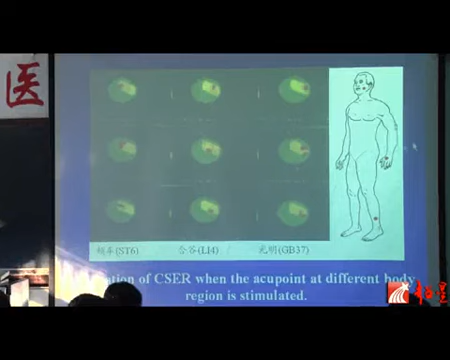 医
颊车(ST6) 合谷(LI4) 光明(GB37)
ation of CSER when the acupoint at different body
region is stimulated.